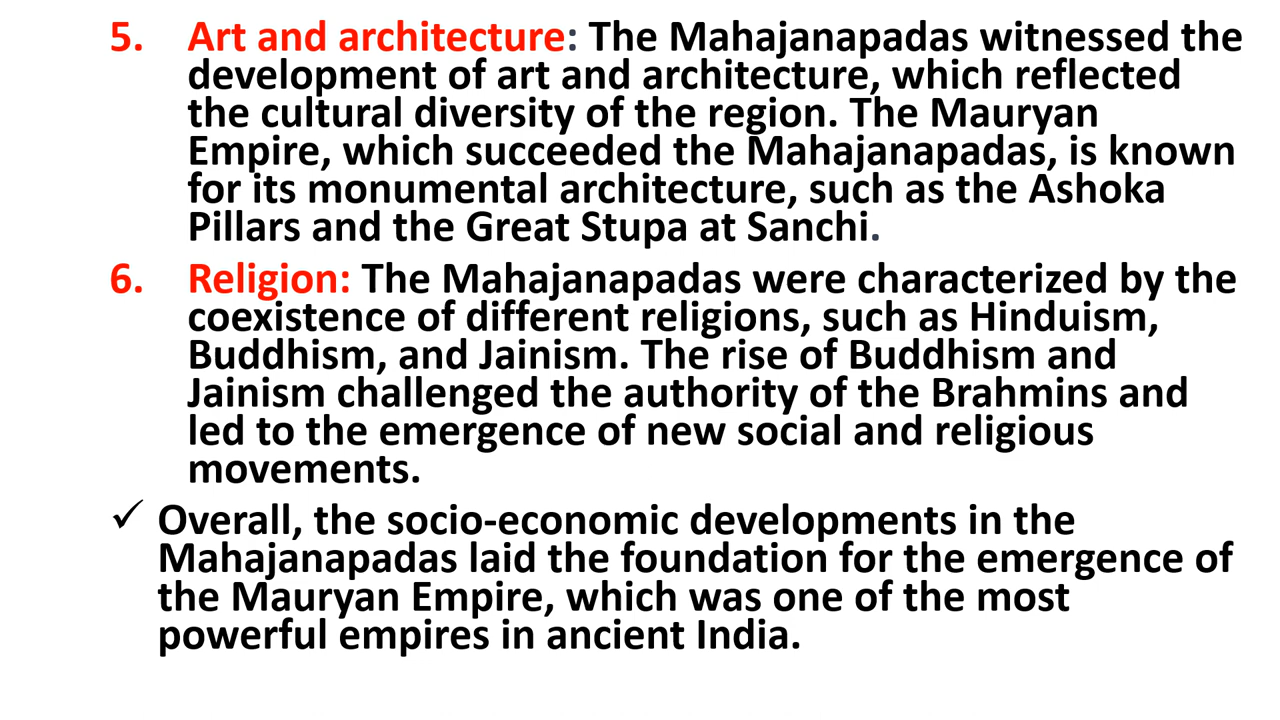 5. Art and architecture: The Mahajanapadas witnessed the
development of art and architecture, which reflected
the cultural diversity of the region. The Mauryan
Empire, which succeeded the Mahajanapadas, is known
for its monumental architecture, such as the Ashoka
Pillars and the Great Stupa at Sanchi.
6. Religion: The Mahajanapadas were characterized by the
coexistence of different religions, such as Hinduism,
Buddhism, and Jainism. The rise of Buddhism and
Jainism challenged the authority of the Brahmins and
led to the emergence of new social and religious
movements.
✓ Overall, the socio-economic developments in the
Mahajanapadas laid the foundation for the emergence of
the Mauryan Empire, which was one of the most
powerful empires in ancient India.